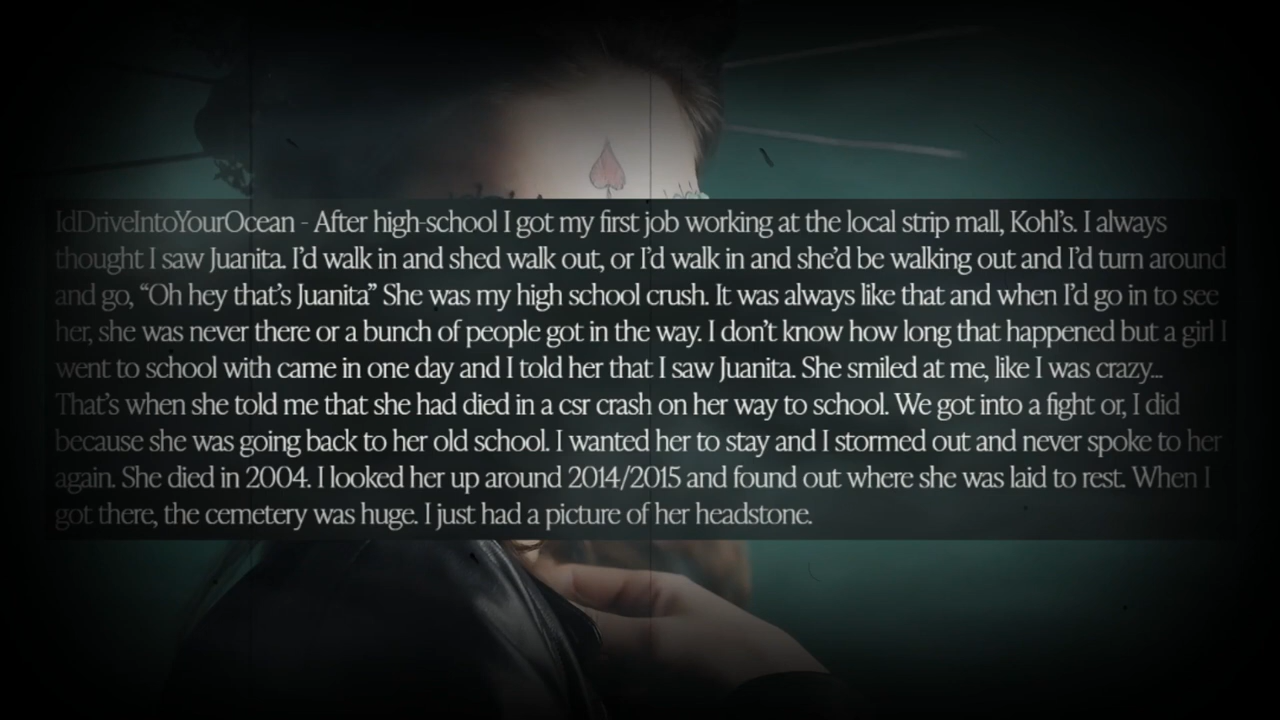 IdDriveIntoYourOcean - After high-school I got my first job working at the local strip mall, Kohl's. I always
thought I saw Juanita. I'd walk in and shed walk out, or I'd walk in and she'd be walking out and I'd turn around
and go, “Oh hey that's Juanita” She was my high school crush. It was always like that and when I'd go in to see
her, she was never there or a bunch of people got in the way. I don't know how long that happened but a girl I
went to school with came in one day and I told her that I saw Juanita. She smiled at me, like I was crazy...
That's when she told me that she had died in a csr crash on her way to school. We got into a fight or, I did
because she was going back to her old school. I wanted her to stay and I stormed out and never spoke to her
again. She died in 2004. I looked her up around 2014/2015 and found out where she was laid to rest. When I
got there, the cemetery was huge. I just had a picture of her headstone.